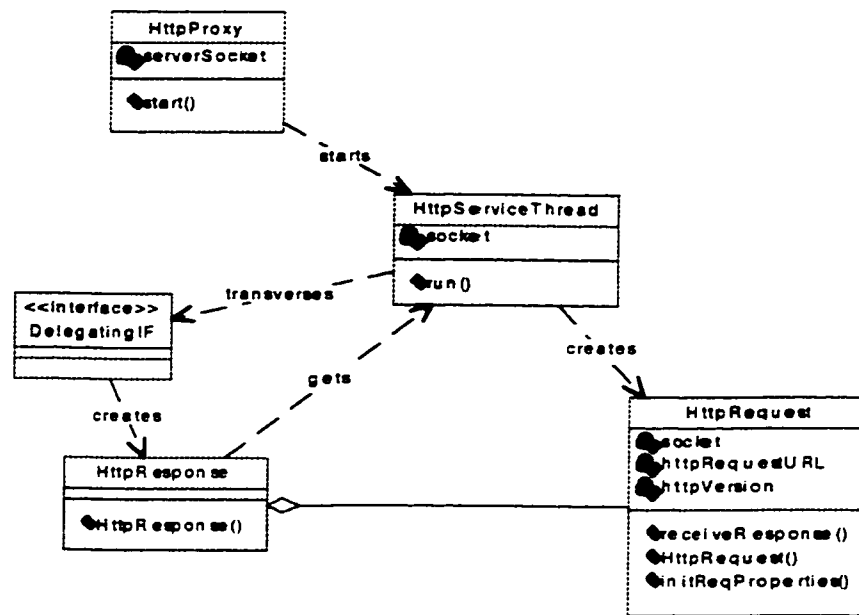 HttpProxy
serverSocket
start()
starts
HttpServiceThread
socket
run()
transverses
<<Interface>>
DelegatingIF
creates
gets
creates
HttpResponse
HttpResponse()
HttpRequest
socket
httpRequestURL
httpVersion
receiveResponse()
HttpRequest()
initReqProperties()